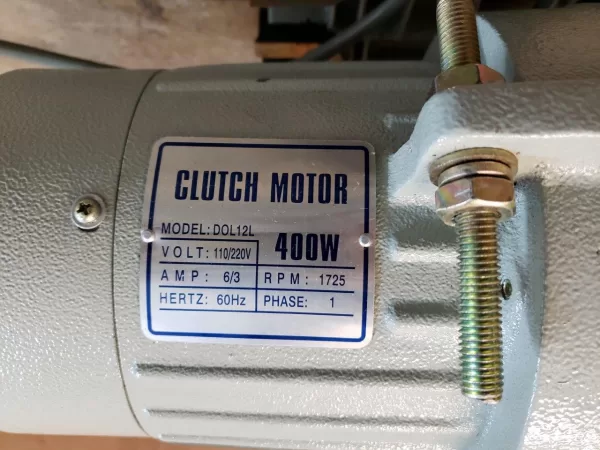 CLUTCH MOTOR
MODEL: DOL12L
VOLT: 110/220V
400W
AMP: 6/3 RPM: 1725
HERTZ: 60Hz PHASE: 1